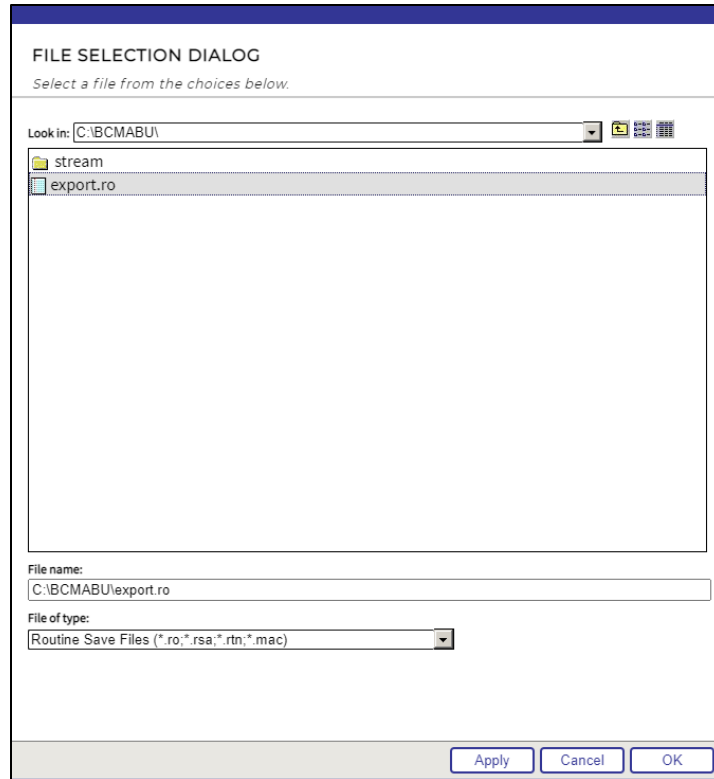 FILE SELECTION DIALOG
Select a file from the choices below.
Look in: C:\BCMABU\
stream
export.ro
File name:
C:\BCMABU\export.ro
File of type:
Routine Save Files (*.ro;*.rsa;*.rtn;*.mac)
Apply Cancel OK